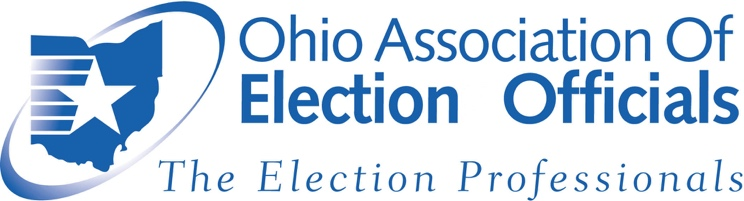 Ohio Association Of
Election Officials
The Election Professionals